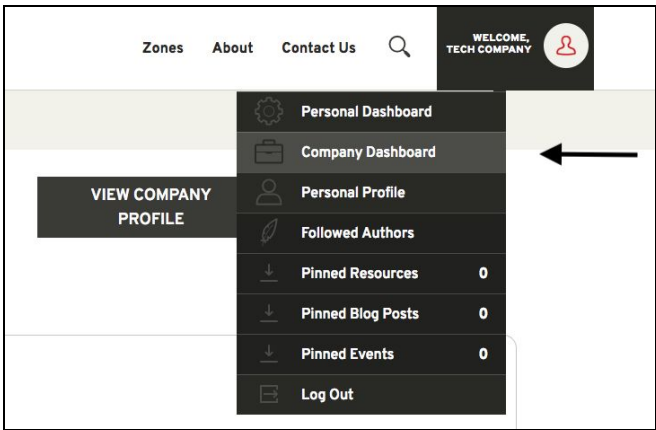 Zones About Contact Us WELCOME,
TECH COMPANY
Personal Dashboard
Company Dashboard
VIEW COMPANY
PROFILE
Personal Profile
Followed Authors
Pinned Resources 0
Pinned Blog Posts 0
Pinned Events 0
Log Out